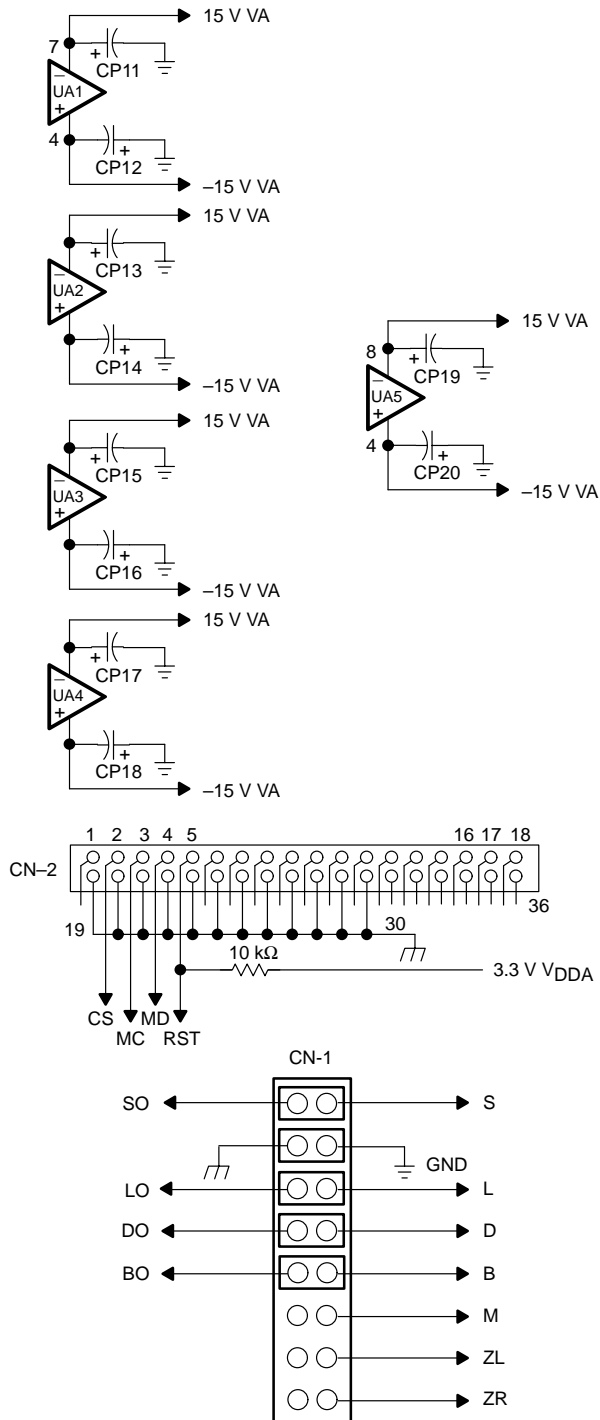 15 V VA
7
+
CP11
−
UA1
+
4
+
CP12
–15 V VA
15 V VA
+
CP13
−
UA2
+
+
CP14
–15 V VA
15 V VA
+
CP15
−
UA3
+
+
CP16
–15 V VA
15 V VA
+
CP17
−
UA4
+
+
CP18
–15 V VA
15 V VA
8
+
CP19
−
UA5
+
4
+
CP20
–15 V VA
1 2 3 4 5 16 17 18
CN–2
36
19 30
10 kΩ
3.3 V VDDA
CS MD
MC RST
CN-1
SO S
GND
LO L
DO D
BO B
M
ZL
ZR